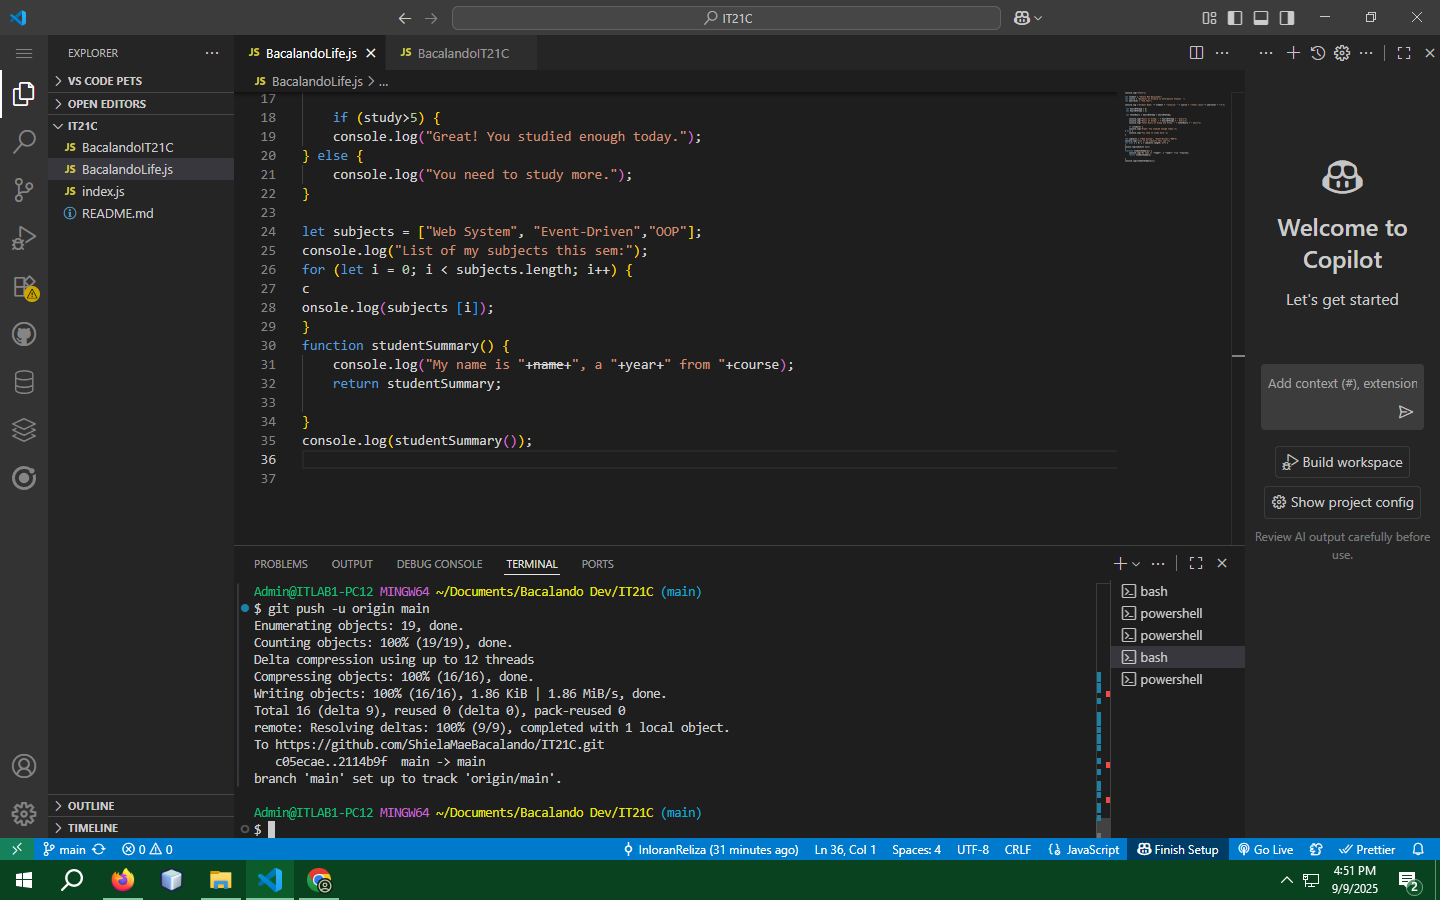 IT21C
EXPLORER
VS CODE PETS
OPEN EDITORS
IT21C
JS BacalandoIT21C
JS BacalandoLife.js
JS index.js
README.md
OUTLINE
TIMELINE
JS BacalandoLife.js
JS BacalandoIT21C
JS BacalandoLife.js > ...
17
18 if (study>5) {
19 console.log("Great! You studied enough today.");
20 } else {
21 console.log("You need to study more.");
22 }
23
24 let subjects = ["Web System", "Event-Driven","OOP"];
25 console.log("List of my subjects this sem:");
26 for (let i = 0; i < subjects.length; i++) {
27 c
28 onsole.log(subjects [i]);
29 }
30 function studentSummary() {
31 console.log("My name is "+name+", a "+year+" from "+course);
32 return studentSummary;
33
34 }
35 console.log(studentSummary());
36
37
PROBLEMS OUTPUT DEBUG CONSOLE TERMINAL PORTS
Admin@ITLAB1-PC12 MINGW64 ~/Documents/Bacalando Dev/IT21C (main)
$ git push -u origin main
Enumerating objects: 19, done.
Counting objects: 100% (19/19), done.
Delta compression using up to 12 threads
Compressing objects: 100% (16/16), done.
Writing objects: 100% (16/16), 1.86 KiB | 1.86 MiB/s, done.
Total 16 (delta 9), reused 0 (delta 0), pack-reused 0
remote: Resolving deltas: 100% (9/9), completed with 1 local object.
To https://github.com/ShielaMaeBacalando/IT21C.git
c05ecae..2114b9f main -> main
branch 'main' set up to track 'origin/main'.
Admin@ITLAB1-PC12 MINGW64 ~/Documents/Bacalando Dev/IT21C (main)
$
bash
powershell
powershell
bash
powershell
Welcome to
Copilot
Let's get started
Add context (#), extension
Build workspace
Show project config
Review AI output carefully before
use.
main 0 0 InloranReliza (31 minutes ago) Ln 36, Col 1 Spaces: 4 UTF-8 CRLF {} JavaScript Finish Setup Go Live Prettier
4:51 PM
9/9/2025
2